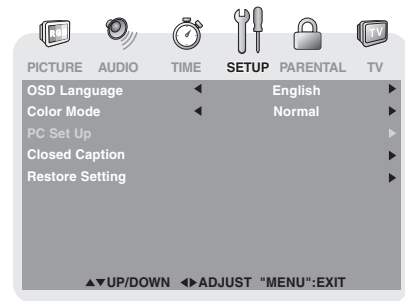 TV
PICTURE AUDIO TIME SETUP PARENTAL TV
OSD Language English
Color Mode Normal
PC Set Up
Closed Caption
Restore Setting
▲▼UP/DOWN ◀▶ADJUST "MENU":EXIT